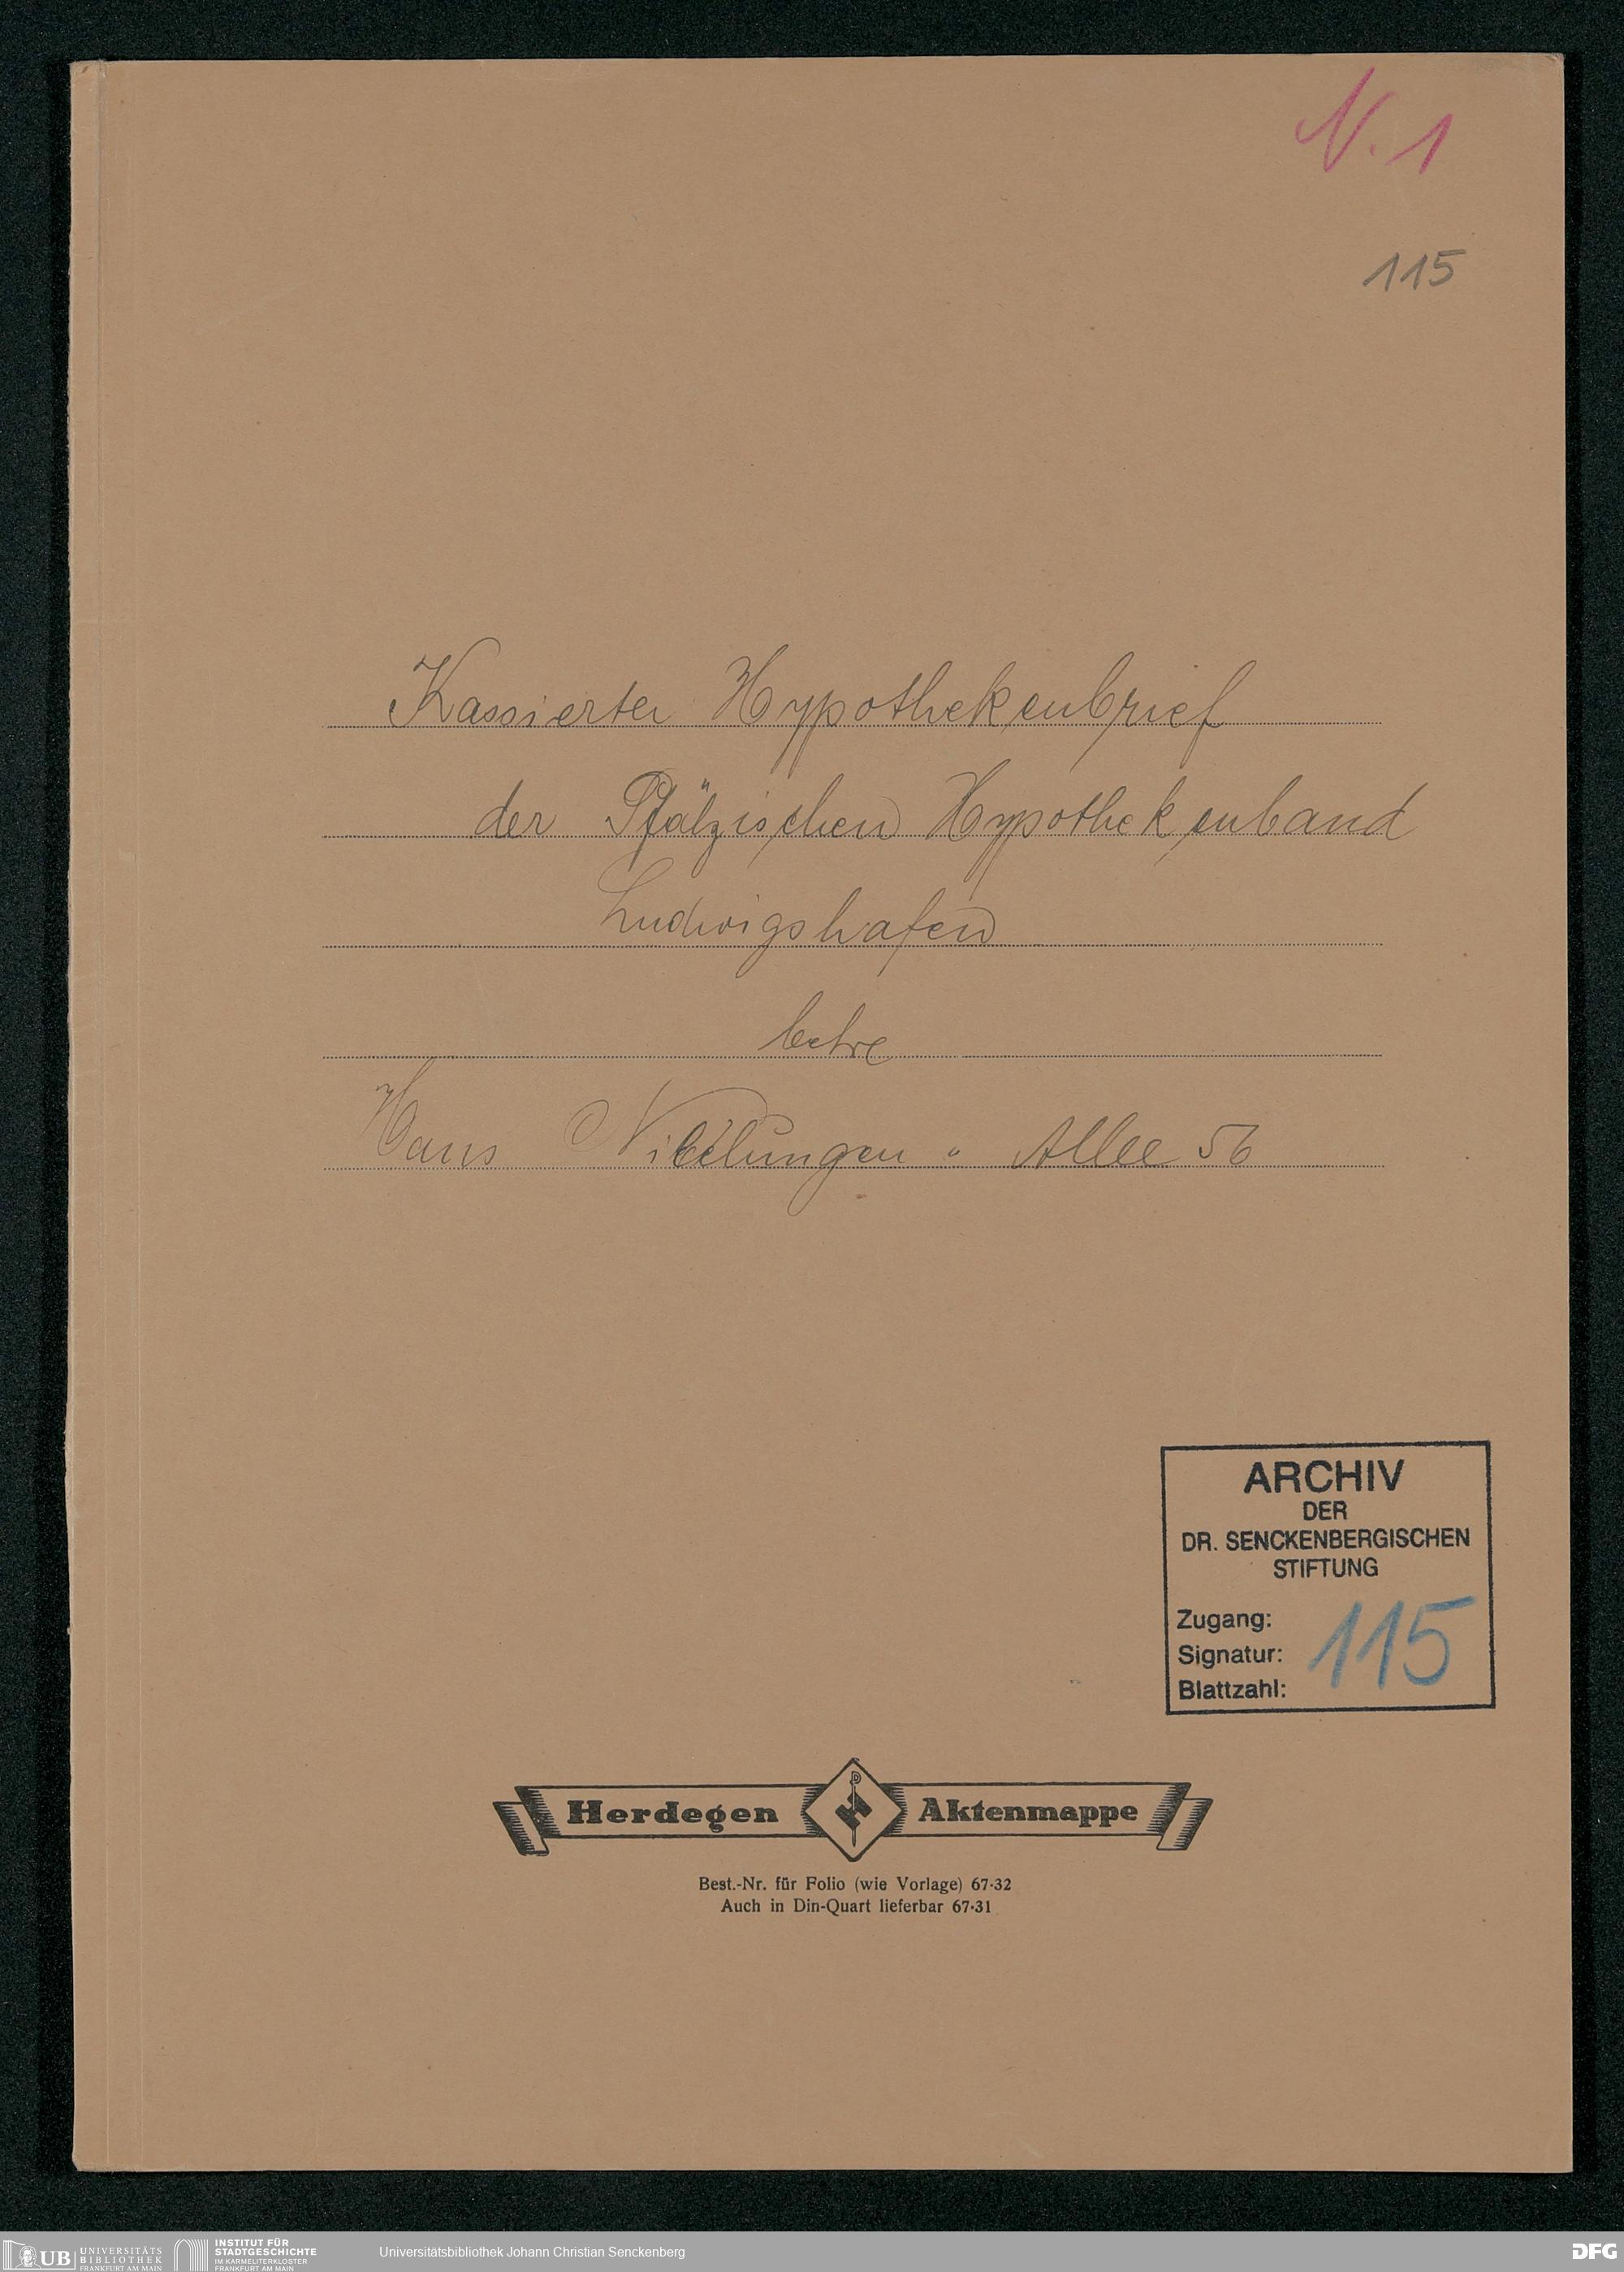 N. 1
115
Kassierter Hypothekenbrief
der Pfälzischen Hypothekenband
Ludwigshafen
betre
Haus Nibelungen - Allee 56
ARCHIV
DER
DR. SENCKENBERGISCHEN
STIFTUNG
Zugang:
Signatur: 115
Blattzahl:
Herdegen Aktenmappe
Best.-Nr. für Folio (wie Vorlage) 67·32
Auch in Din-Quart lieferbar 67·31
UB UNIVERSITÄTS BIBLIOTHEK FRANKFURT AM MAIN
INSTITUT FÜR STADTGESCHICHTE IM KARMELITERKLOSTER FRANKFURT AM MAIN
Universitätsbibliothek Johann Christian Senckenberg
DFG